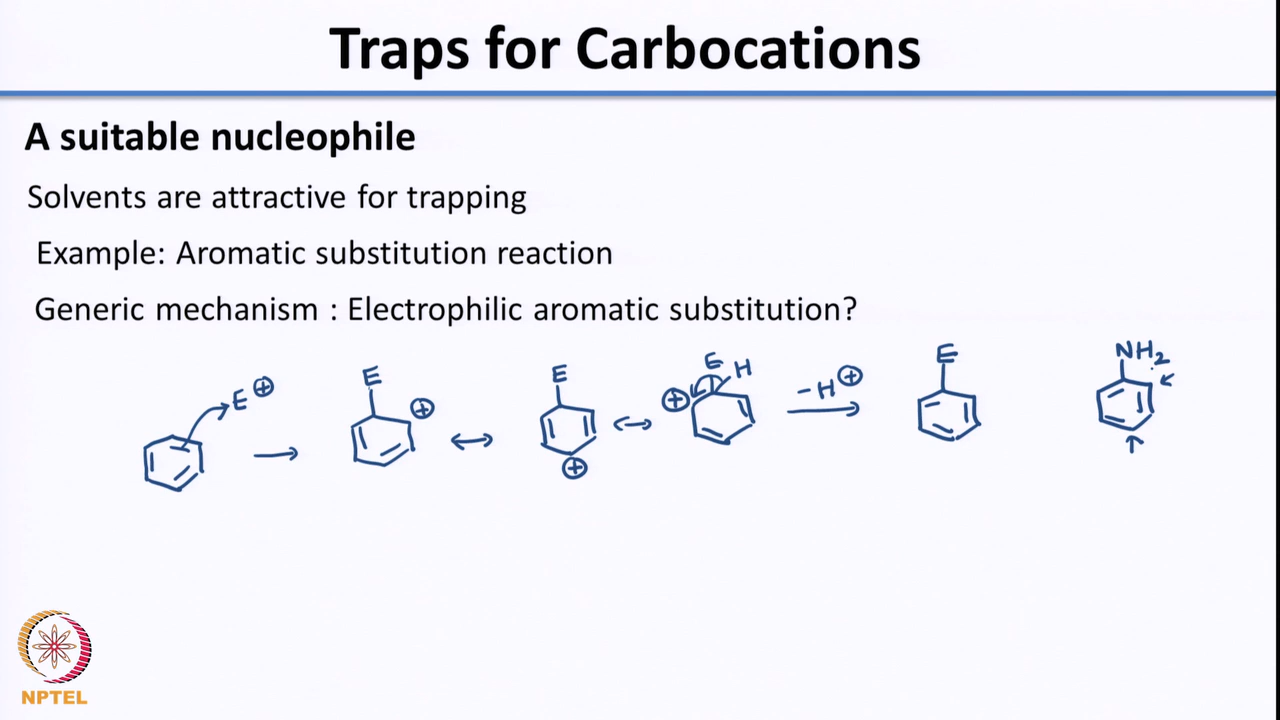 Traps for Carbocations
A suitable nucleophile
Solvents are attractive for trapping
Example: Aromatic substitution reaction
Generic mechanism : Electrophilic aromatic substitution?
E⊕ → E ⊕ ↔ E ⊕ ↔ ⊕ E H -H⊕ → E NH₂
NPTEL